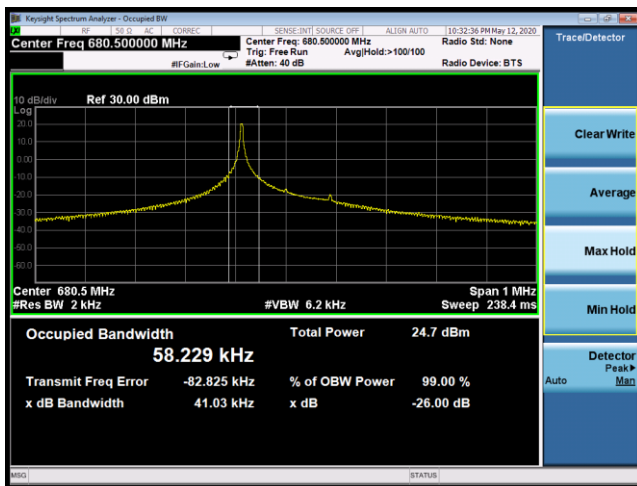 Keysight Spectrum Analyzer - Occupied BW
RF 50 Ω AC CORREC SENSE:INT SOURCE OFF ALIGN AUTO 10:32:36 PM May 12, 2020
Center Freq 680.500000 MHz
Center Freq: 680.500000 MHz
Radio Std: None
Trig: Free Run Avg|Hold:>100/100
#IFGain:Low #Atten: 40 dB Radio Device: BTS
10 dB/div Ref 30.00 dBm
Log
20.0
10.0
0.00
-10.0
-20.0
-30.0
-40.0
-50.0
-60.0
Center 680.5 MHz Span 1 MHz
#Res BW 2 kHz #VBW 6.2 kHz Sweep 238.4 ms
Occupied Bandwidth Total Power 24.7 dBm
58.229 kHz
Transmit Freq Error -82.825 kHz % of OBW Power 99.00 %
x dB Bandwidth 41.03 kHz x dB -26.00 dB
MSG STATUS
Trace/Detector
Clear Write
Average
Max Hold
Min Hold
Detector
Peak▶
Auto Man